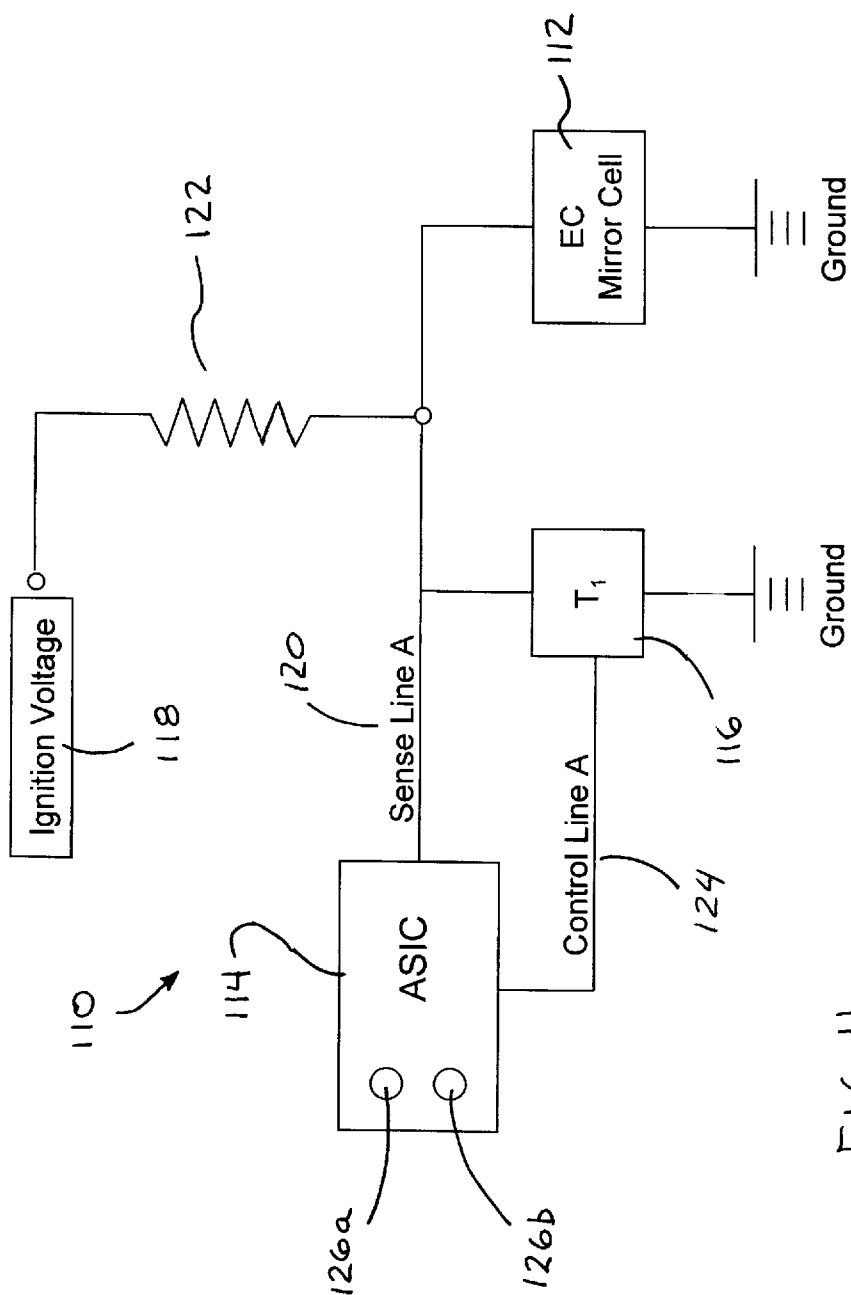 Ignition Voltage
110
118
122
114
120
126a
Sense Line A
ASIC
126b
112
EC
Mirror Cell
T₁
Control Line A
124
116
Ground
Ground